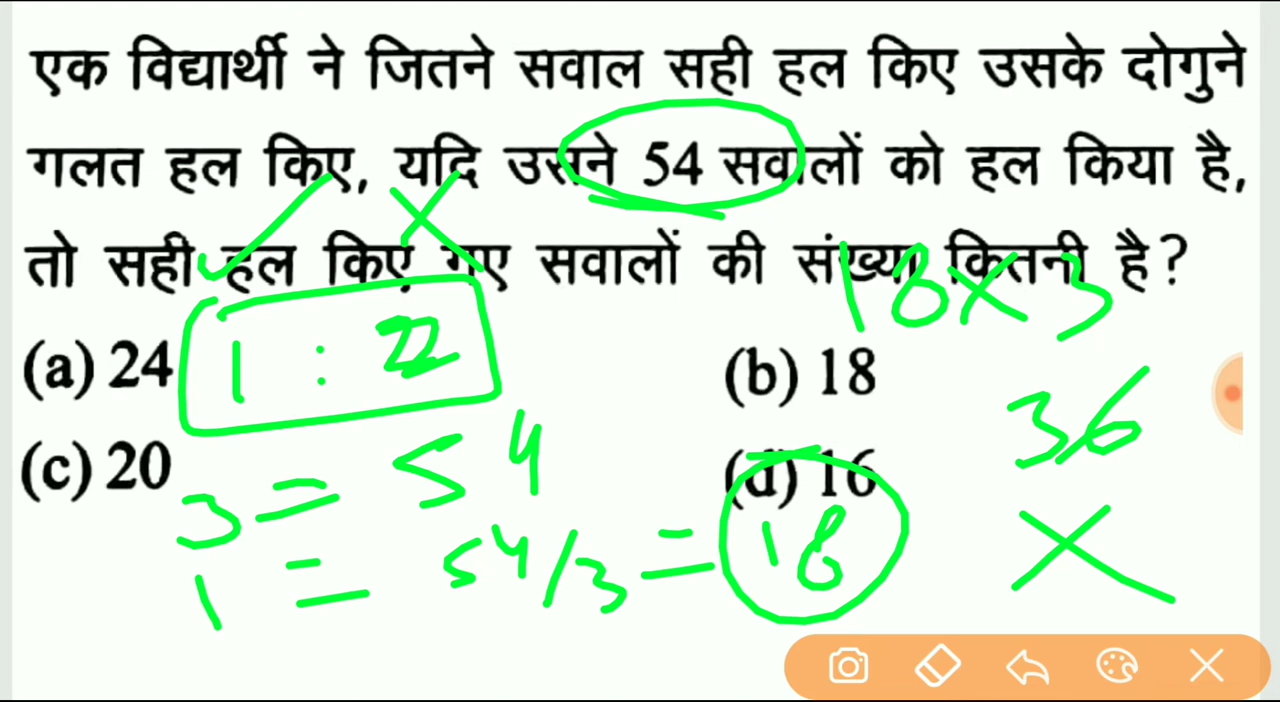 एक विद्यार्थी ने जितने सवाल सही हल किए उसके दोगुने
गलत हल किए, यदि उसने 54 सवालों को हल किया है,
तो सही हल किए गए सवालों की संख्या कितनी है?
18×3
(a) 24
1 : 2
(b) 18
36
(c) 20
(d) 16
3 = 54
1 = 54/3 = 18